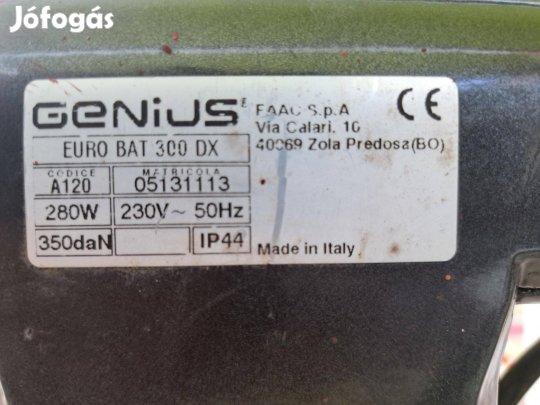 Jófogás
GENIUS
FAAC S.p.A
Via Calari, 10
40069 Zola Predosa(BO)
CE
EURO BAT 300 DX
CODICE MATRICOLA
A120 05131113
280W 230V~ 50Hz
350daN IP44
Made in Italy